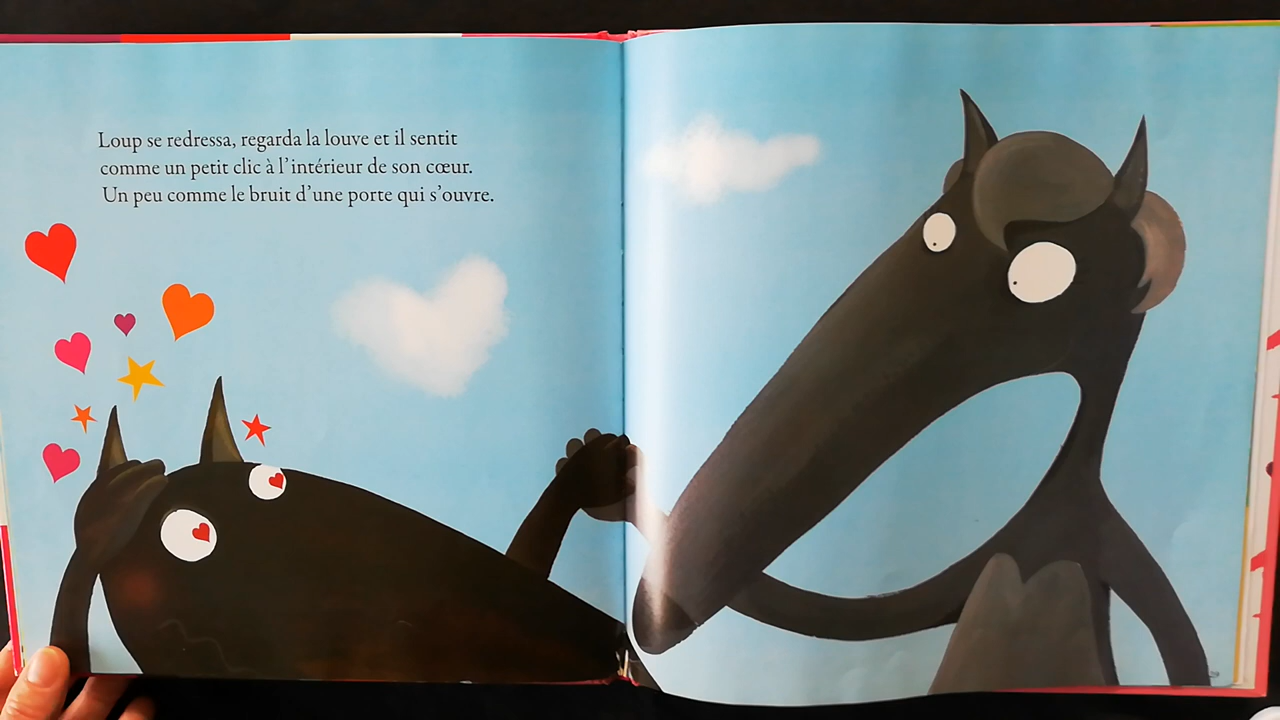 Loup se redressa, regarda la louve et il sentit
comme un petit clic à l'intérieur de son cœur.
Un peu comme le bruit d'une porte qui s'ouvre.